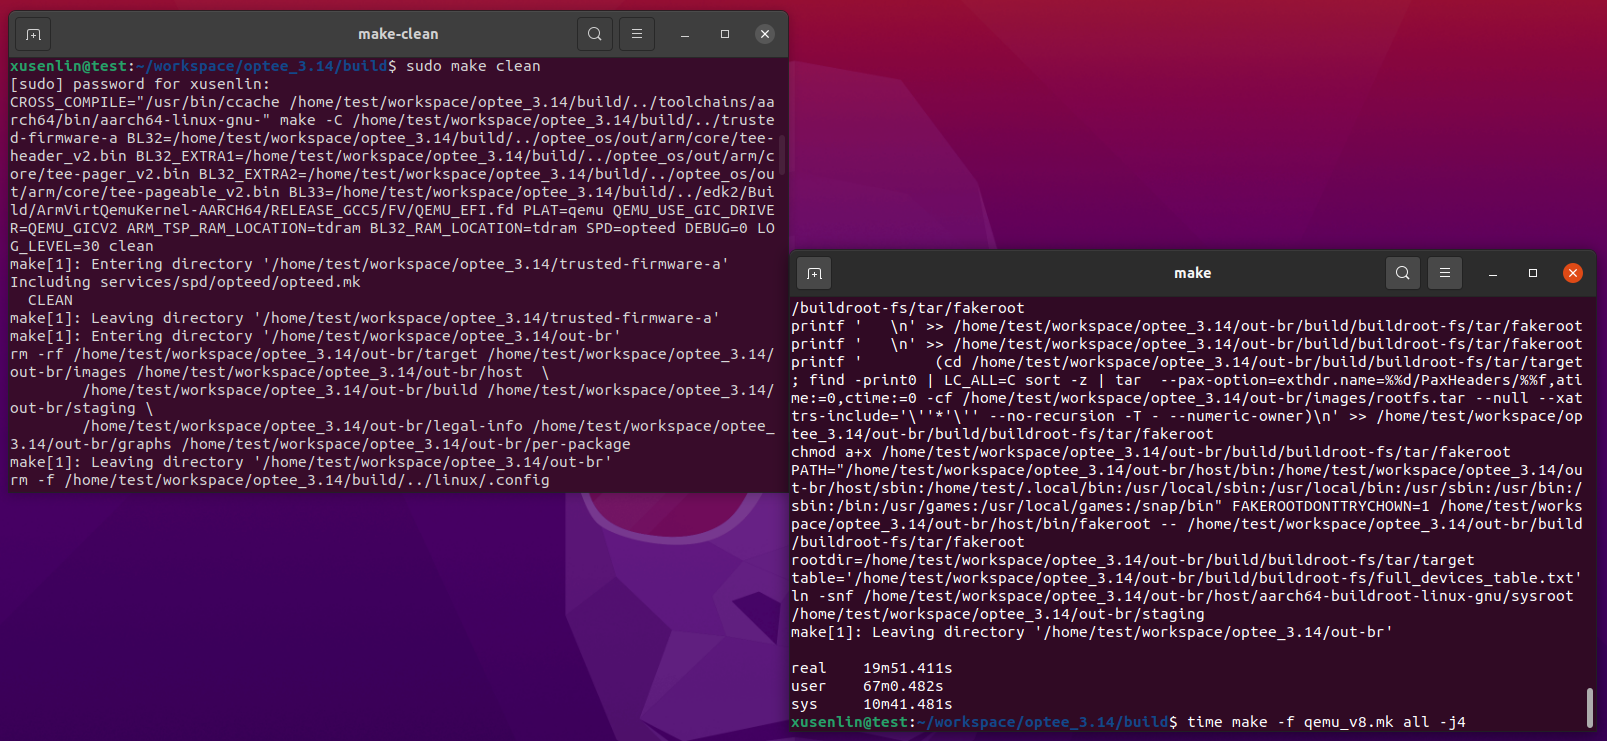 make-clean
xusenlin@test:~/workspace/optee_3.14/build$ sudo make clean
[sudo] password for xusenlin:
CROSS_COMPILE="/usr/bin/ccache /home/test/workspace/optee_3.14/build/../toolchains/aa
rch64/bin/aarch64-linux-gnu-" make -C /home/test/workspace/optee_3.14/build/../truste
d-firmware-a BL32=/home/test/workspace/optee_3.14/build/../optee_os/out/arm/core/tee-
header_v2.bin BL32_EXTRA1=/home/test/workspace/optee_3.14/build/../optee_os/out/arm/c
ore/tee-pager_v2.bin BL32_EXTRA2=/home/test/workspace/optee_3.14/build/../optee_os/ou
t/arm/core/tee-pageable_v2.bin BL33=/home/test/workspace/optee_3.14/build/../edk2/Bui
ld/ArmVirtQemuKernel-AARCH64/RELEASE_GCC5/FV/QEMU_EFI.fd PLAT=qemu QEMU_USE_GIC_DRIVE
R=QEMU_GICV2 ARM_TSP_RAM_LOCATION=tdram BL32_RAM_LOCATION=tdram SPD=opteed DEBUG=0 LO
G_LEVEL=30 clean
make[1]: Entering directory '/home/test/workspace/optee_3.14/trusted-firmware-a'
Including services/spd/opteed/opteed.mk
  CLEAN
make[1]: Leaving directory '/home/test/workspace/optee_3.14/trusted-firmware-a'
make[1]: Entering directory '/home/test/workspace/optee_3.14/out-br'
rm -rf /home/test/workspace/optee_3.14/out-br/target /home/test/workspace/optee_3.14/
out-br/images /home/test/workspace/optee_3.14/out-br/host  \
        /home/test/workspace/optee_3.14/out-br/build /home/test/workspace/optee_3.14/
out-br/staging \
        /home/test/workspace/optee_3.14/out-br/legal-info /home/test/workspace/optee_
3.14/out-br/graphs /home/test/workspace/optee_3.14/out-br/per-package
make[1]: Leaving directory '/home/test/workspace/optee_3.14/out-br'
rm -f /home/test/workspace/optee_3.14/build/../linux/.config
make
/buildroot-fs/tar/fakeroot
printf '   \n' >> /home/test/workspace/optee_3.14/out-br/build/buildroot-fs/tar/fakeroot
printf '   \n' >> /home/test/workspace/optee_3.14/out-br/build/buildroot-fs/tar/fakeroot
printf '        (cd /home/test/workspace/optee_3.14/out-br/build/buildroot-fs/tar/target
; find -print0 | LC_ALL=C sort -z | tar  --pax-option=exthdr.name=%%d/PaxHeaders/%%f,ati
me:=0,ctime:=0 -cf /home/test/workspace/optee_3.14/out-br/images/rootfs.tar --null --xat
trs-include='\''*'\'' --no-recursion -T - --numeric-owner)\n' >> /home/test/workspace/op
tee_3.14/out-br/build/buildroot-fs/tar/fakeroot
chmod a+x /home/test/workspace/optee_3.14/out-br/build/buildroot-fs/tar/fakeroot
PATH="/home/test/workspace/optee_3.14/out-br/host/bin:/home/test/workspace/optee_3.14/ou
t-br/host/sbin:/home/test/.local/bin:/usr/local/sbin:/usr/local/bin:/usr/sbin:/usr/bin:/
sbin:/bin:/usr/games:/usr/local/games:/snap/bin" FAKEROOTDONTTRYCHOWN=1 /home/test/works
pace/optee_3.14/out-br/host/bin/fakeroot -- /home/test/workspace/optee_3.14/out-br/build
/buildroot-fs/tar/fakeroot
rootdir=/home/test/workspace/optee_3.14/out-br/build/buildroot-fs/tar/target
table='/home/test/workspace/optee_3.14/out-br/build/buildroot-fs/full_devices_table.txt'
ln -snf /home/test/workspace/optee_3.14/out-br/host/aarch64-buildroot-linux-gnu/sysroot
/home/test/workspace/optee_3.14/out-br/staging
make[1]: Leaving directory '/home/test/workspace/optee_3.14/out-br'
real    19m51.411s
user    67m0.482s
sys     10m41.481s
xusenlin@test:~/workspace/optee_3.14/build$ time make -f qemu_v8.mk all -j4